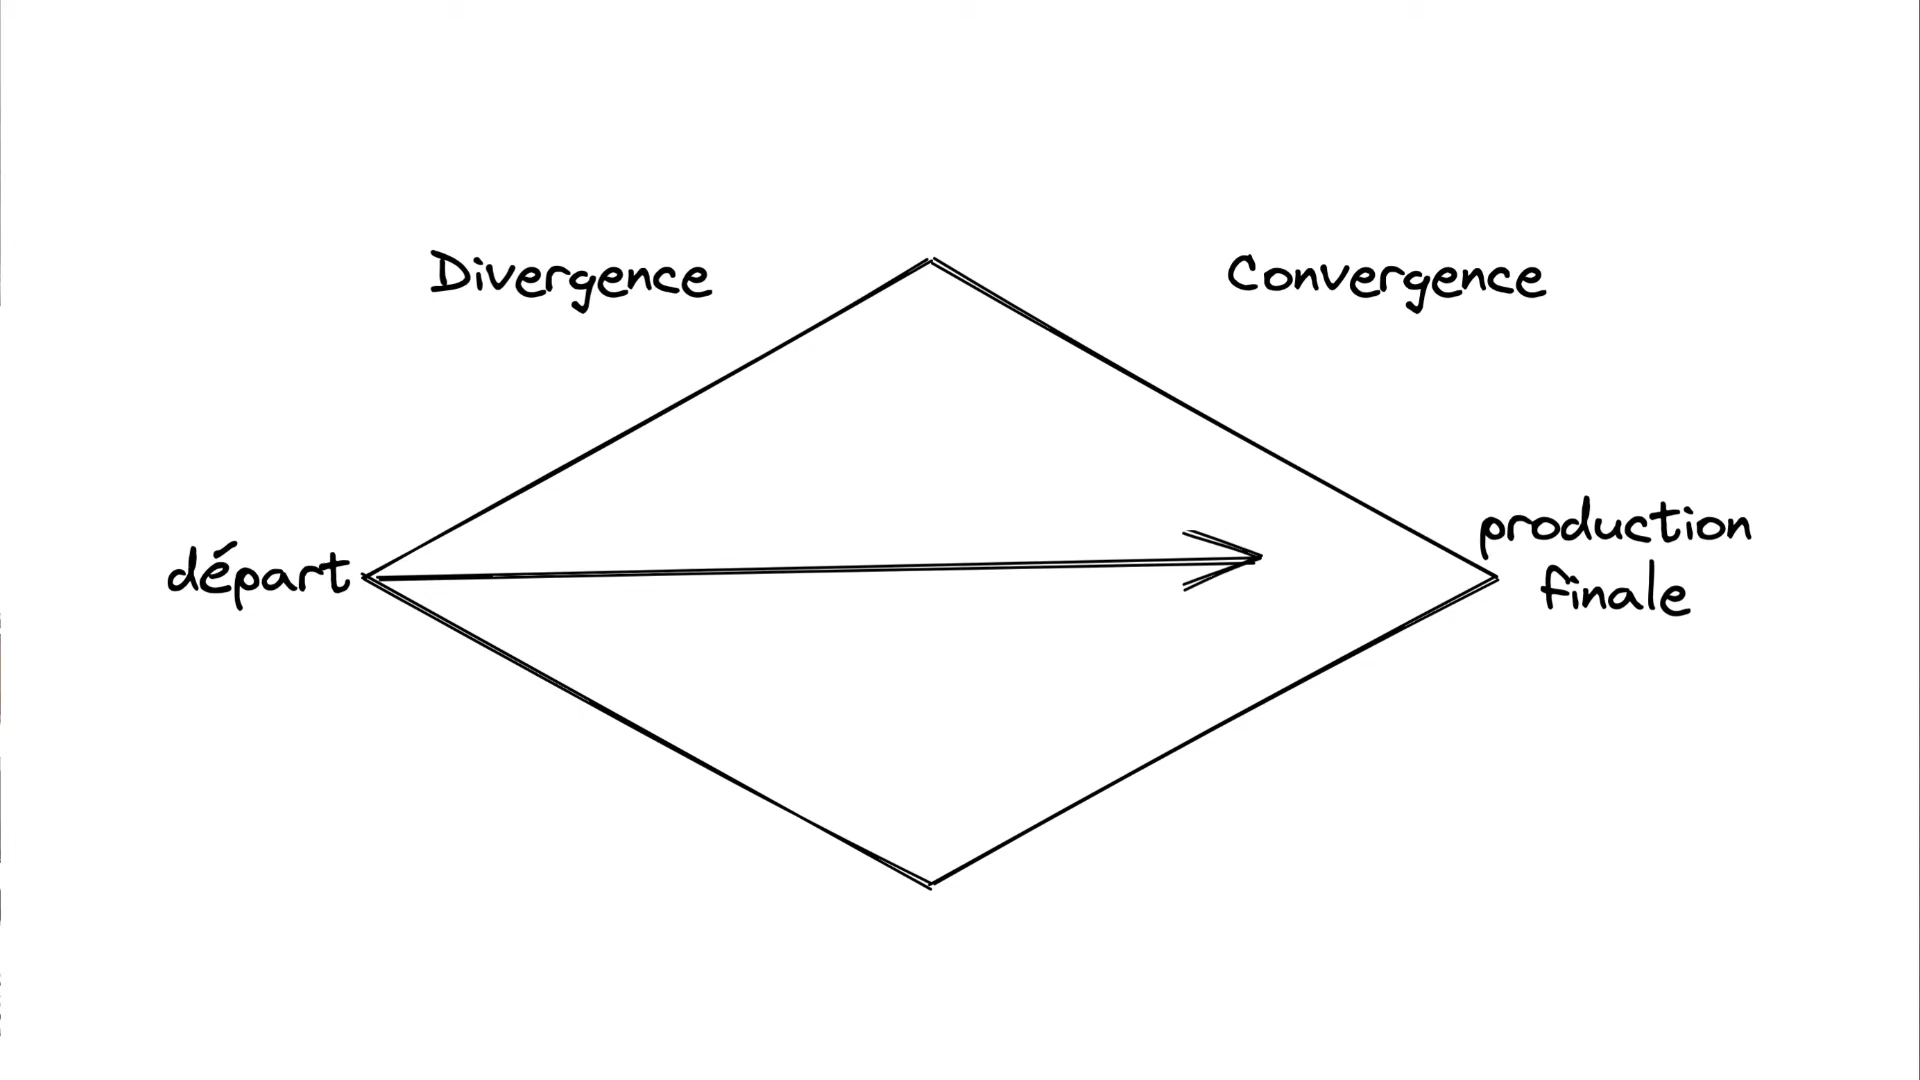 Divergence
Convergence
départ
production
finale